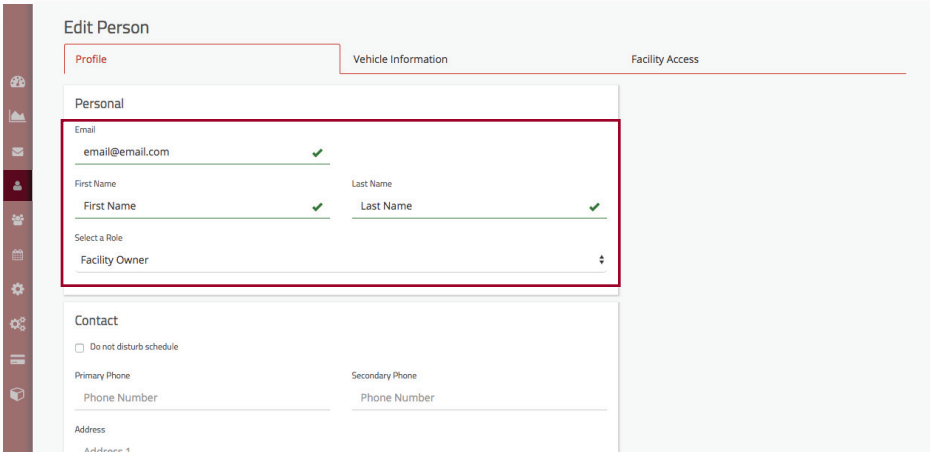 Edit Person
Profile Vehicle Information Facility Access
Personal
Email
email@email.com
First Name Last Name
First Name Last Name
Select a Role
Facility Owner
Contact
Do not disturb schedule
Primary Phone Secondary Phone
Phone Number Phone Number
Address
Address 1